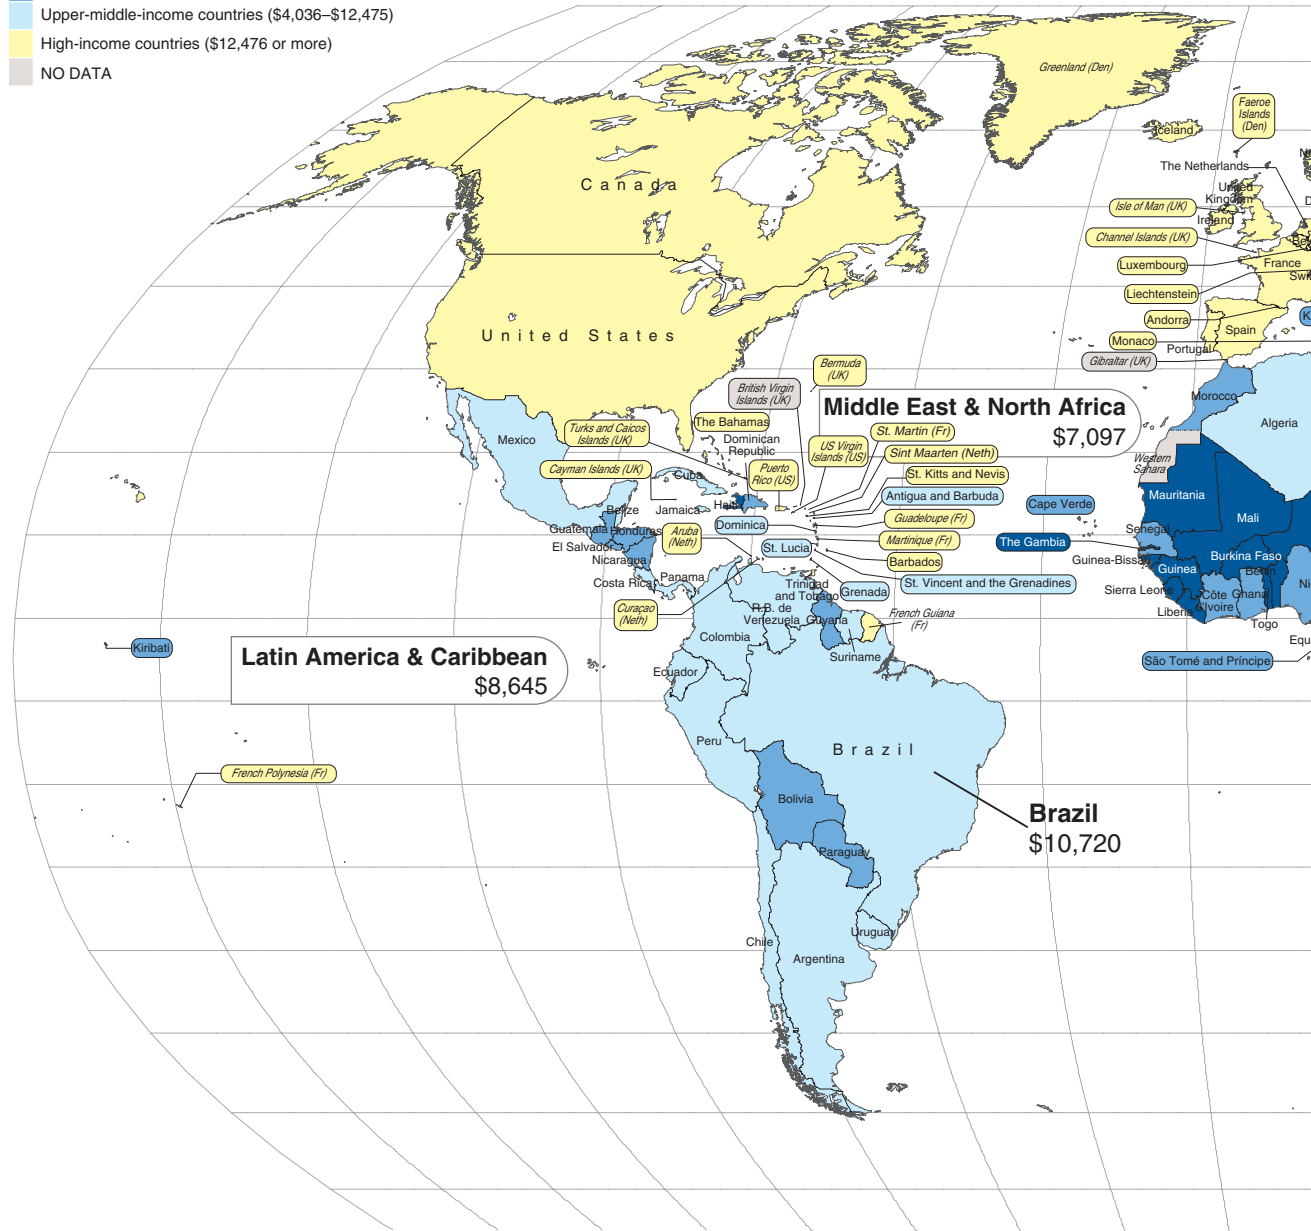 Upper-middle-income countries ($4,036–$12,475)
High-income countries ($12,476 or more)
NO DATA
Greenland (Den)
Faeroe
Islands
(Den)
Iceland
The Netherlands
Canada
United
Kingdom
Isle of Man (UK)
Ireland
Channel Islands (UK)
Luxembourg
France
Liechtenstein
Andorra
Spain
Monaco
Portugal
Gibraltar (UK)
United States
Bermuda
(UK)
British Virgin
Islands (UK)
Middle East & North Africa
$7,097
Morocco
Algeria
Mexico
Turks and Caicos
Islands (UK)
The Bahamas
Dominican
Republic
US Virgin
Islands (US)
St. Martin (Fr)
Sint Maarten (Neth)
Western
Sahara
Cayman Islands (UK)
Cuba
Puerto
Rico (US)
St. Kitts and Nevis
Antigua and Barbuda
Mauritania
Cape Verde
Belize
Jamaica
Haiti
Dominica
Guadeloupe (Fr)
Mali
Guatemala
Honduras
Aruba
(Neth)
Martinique (Fr)
Senegal
The Gambia
El Salvador
Nicaragua
St. Lucia
Barbados
Guinea-Bissau
Burkina Faso
Guinea
Benin
Costa Rica
Panama
Trinidad
and Tobago
Grenada
St. Vincent and the Grenadines
Sierra Leone
Côte
d'Ivoire
Ghana
Curaçao
(Neth)
R.B. de
Venezuela
Guyana
French Guiana
(Fr)
Liberia
Togo
Colombia
Suriname
Kiribati
Latin America & Caribbean
$8,645
Ecuador
São Tomé and Príncipe
Peru
Brazil
French Polynesia (Fr)
Bolivia
Brazil
$10,720
Paraguay
Uruguay
Chile
Argentina